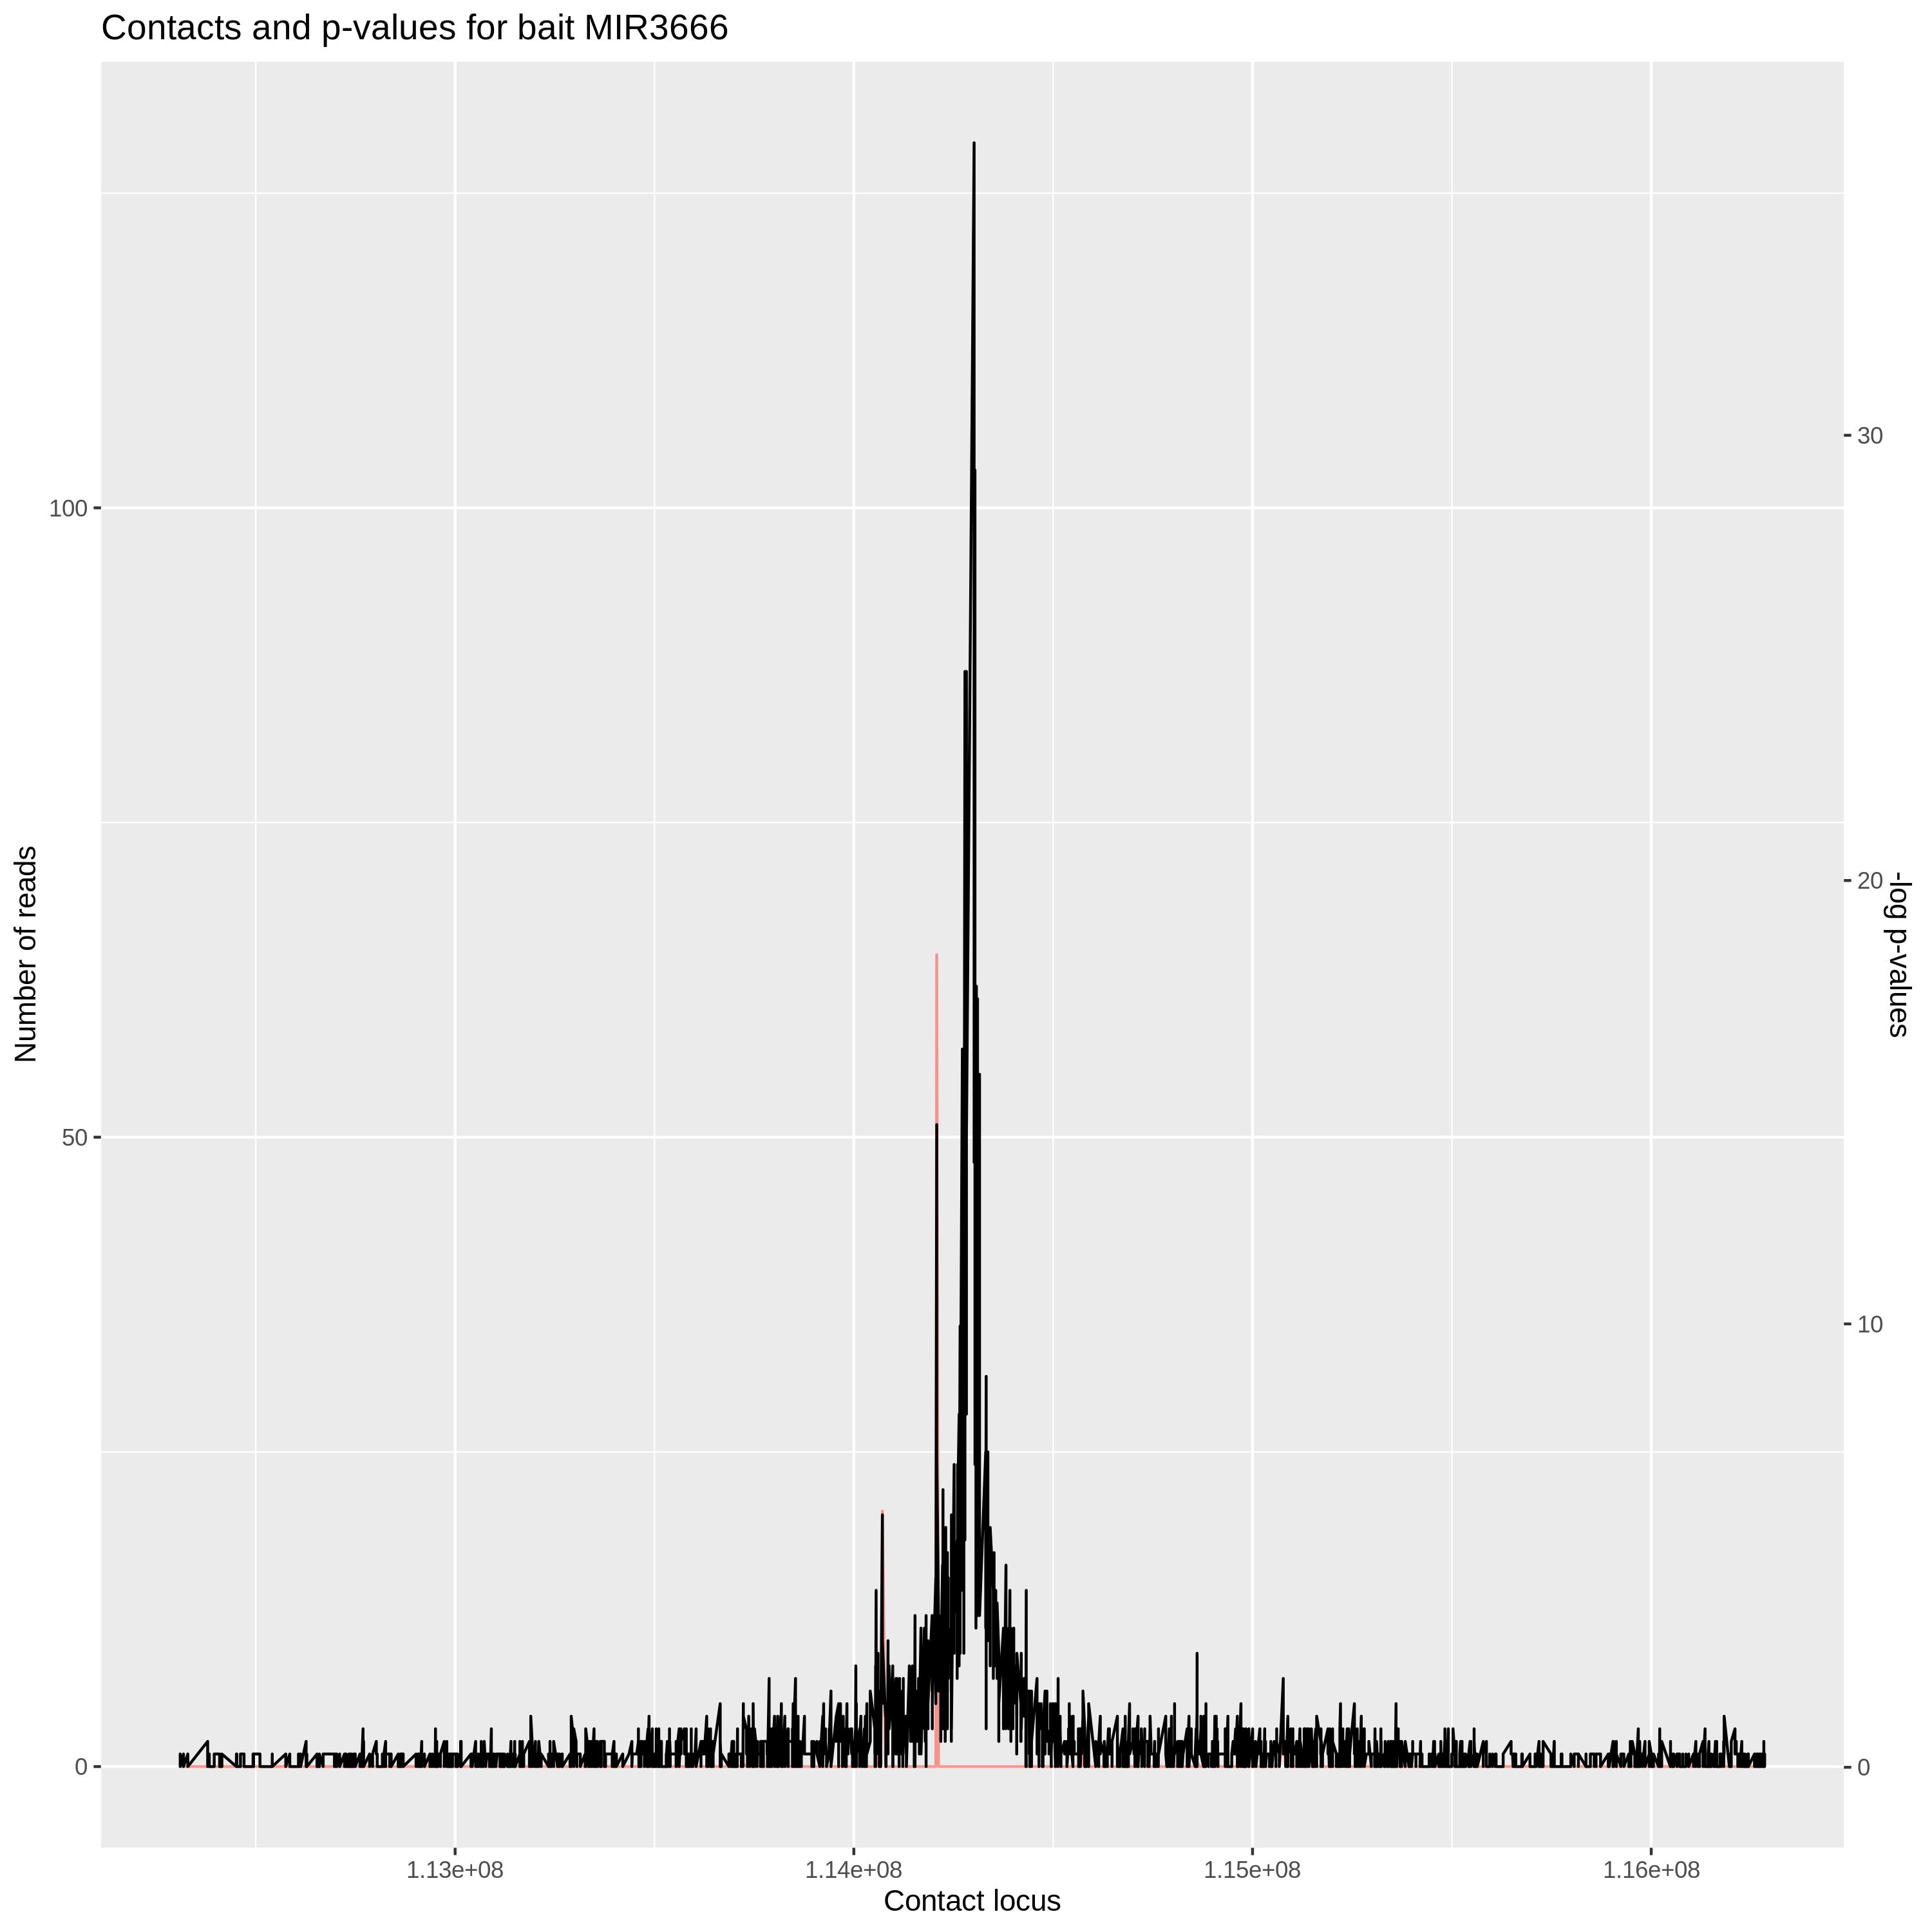 Contacts and p-values for bait MIR3666
Number of reads
100
50
0
30
20
10
0
-log p-values
1.13e+08
1.14e+08
1.15e+08
1.16e+08
Contact locus